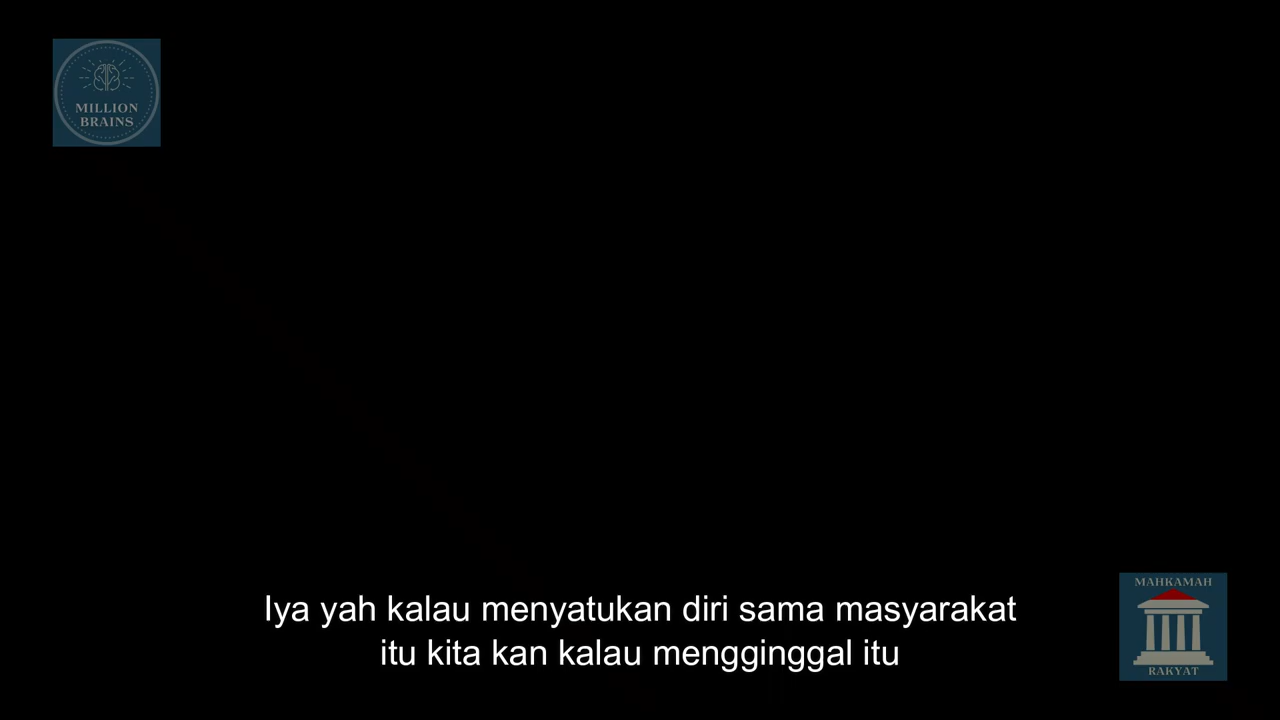 MILLION
BRAINS
MAHKAMAH
RAKYAT
Iya yah kalau menyatukan diri sama masyarakat
itu kita kan kalau mengginggal itu